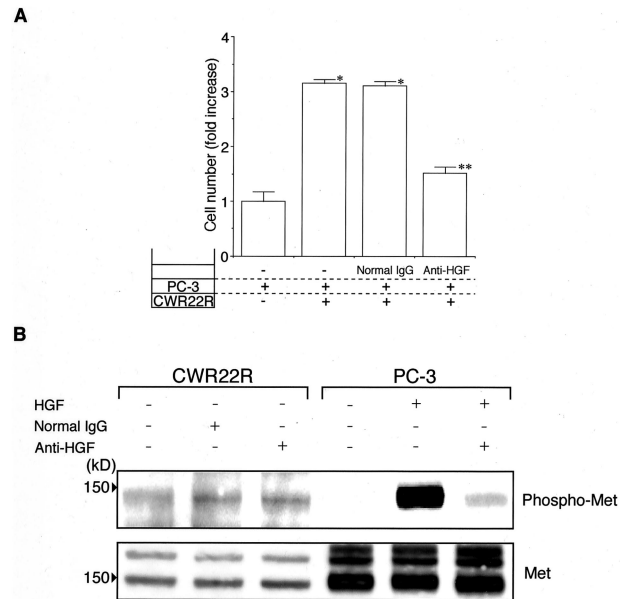 A
Cell number (fold increase)
4
3
2
1
0
* * **
- - Normal IgG Anti-HGF
PC-3 + + + +
CWR22R - + + +
B
CWR22R PC-3
HGF - - - - + +
Normal IgG - + - - - -
Anti-HGF - - + - - +
(kD)
150 Phospho-Met
150 Met